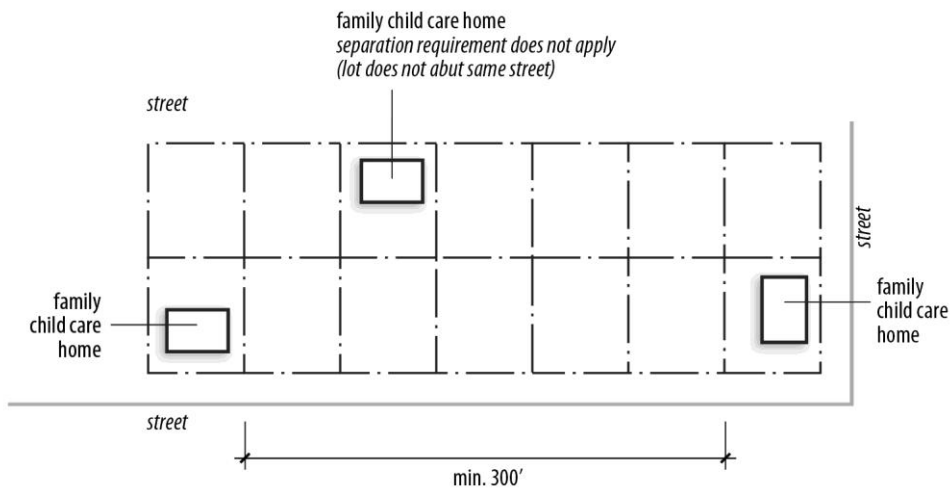 family child care home
separation requirement does not apply
(lot does not abut same street)
street
street
family
child care
home
family
child care
home
street
min. 300′